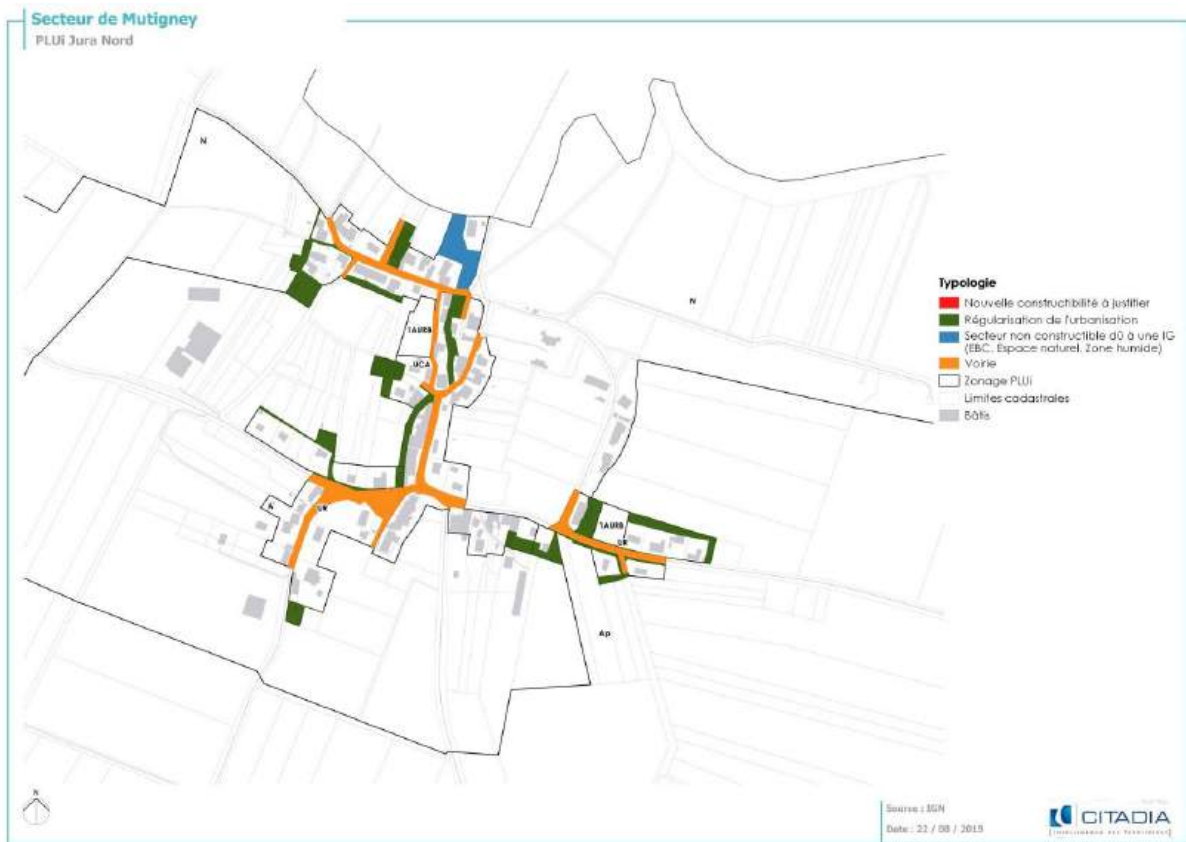 Secteur de Mutigney
PLUi Jura Nord
N
1AURB
UCA
N
N
UR
1AURB
UR
Ap
Typologie
Nouvelle constructibilité à justifier
Régularisation de l'urbanisation
Secteur non constructible dû à une IG
(EBC, Espace naturel, Zone humide)
Voirie
Zonage PLUi
Limites cadastrales
Bâtis
N
Source : IGN
Date : 22 / 08 / 2019
CITADIA